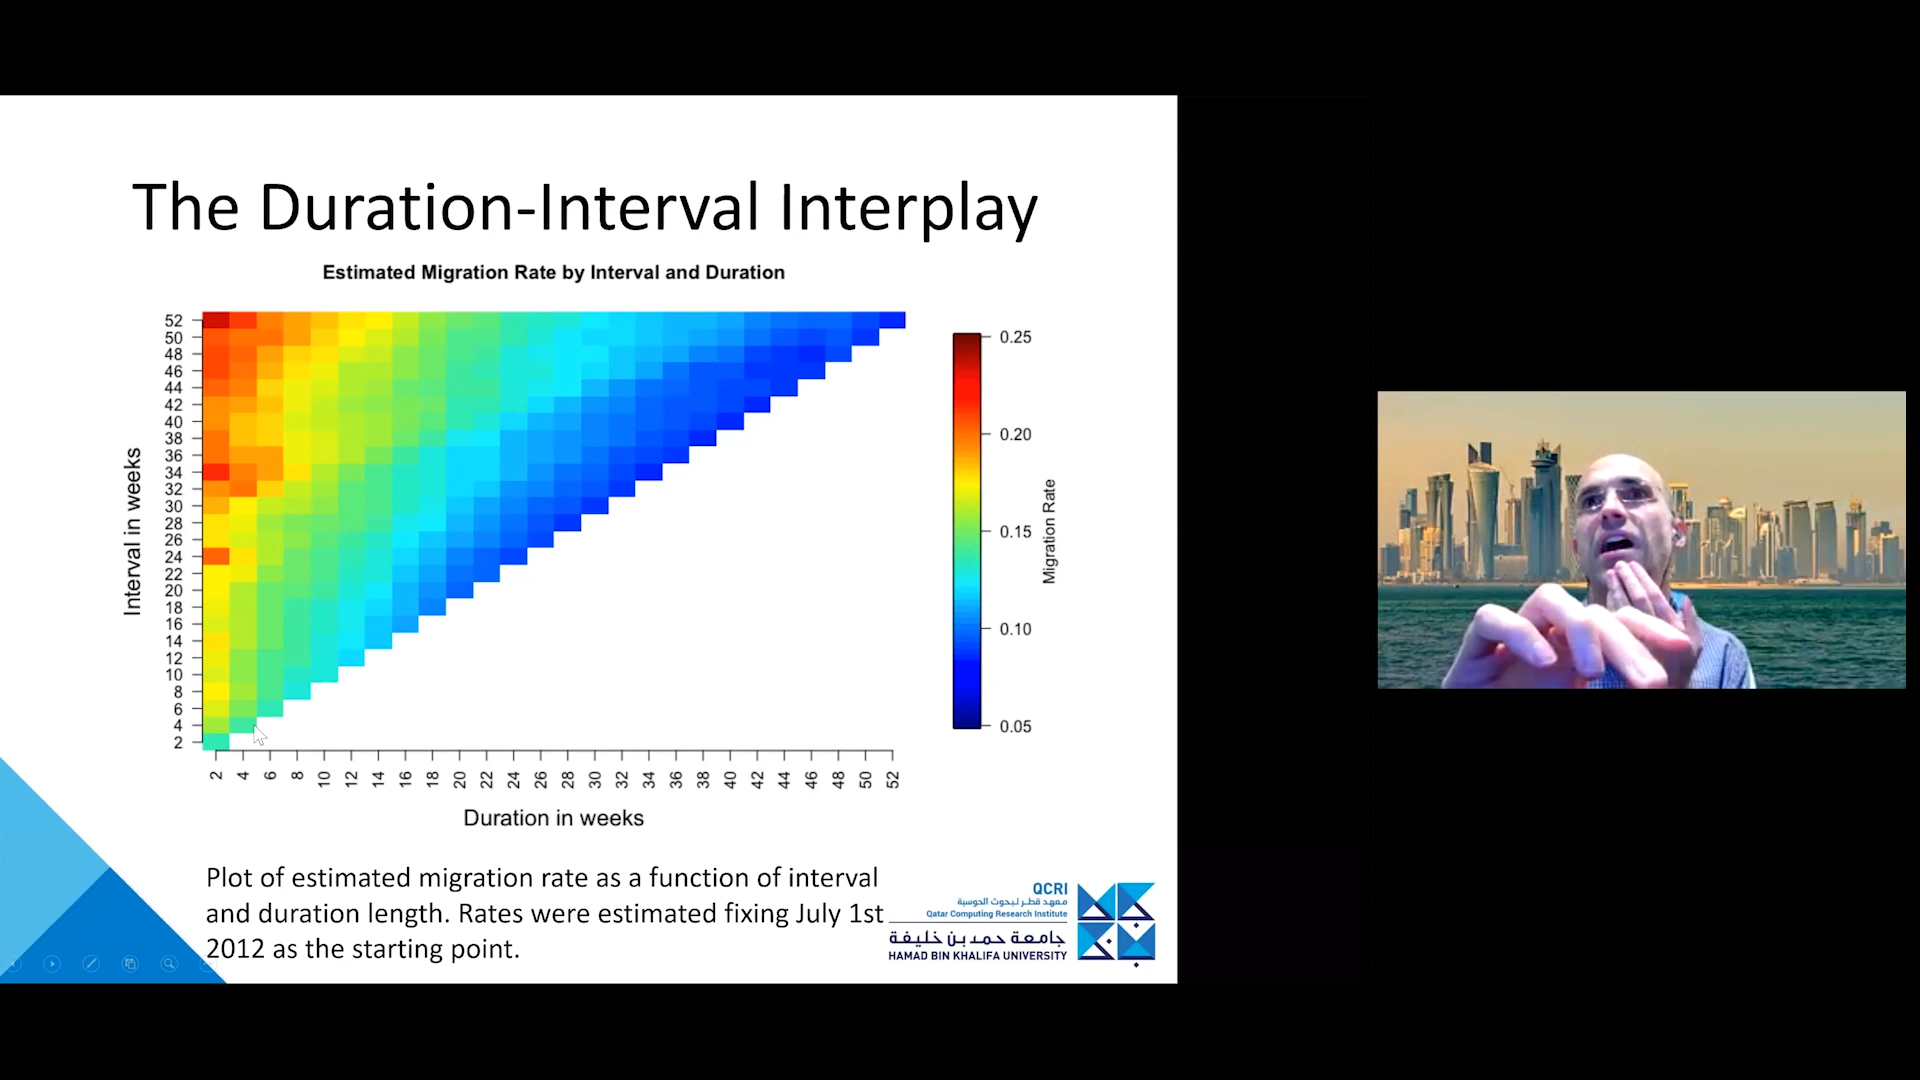 The Duration-Interval Interplay
Estimated Migration Rate by Interval and Duration
52
50
48
46
44
42
40
38
36
34
32
30
28
26
24
22
20
18
16
14
12
10
8
6
4
2
Interval in weeks
2 4 6 8 10 12 14 16 18 20 22 24 26 28 30 32 34 36 38 40 42 44 46 48 50 52
Duration in weeks
0.25
0.20
0.15
0.10
0.05
Migration Rate
Plot of estimated migration rate as a function of interval
and duration length. Rates were estimated fixing July 1st
2012 as the starting point.
QCRI
معهد قطر لبحوث الحوسبة
Qatar Computing Research Institute
جامعة حمد بن خليفة
HAMAD BIN KHALIFA UNIVERSITY